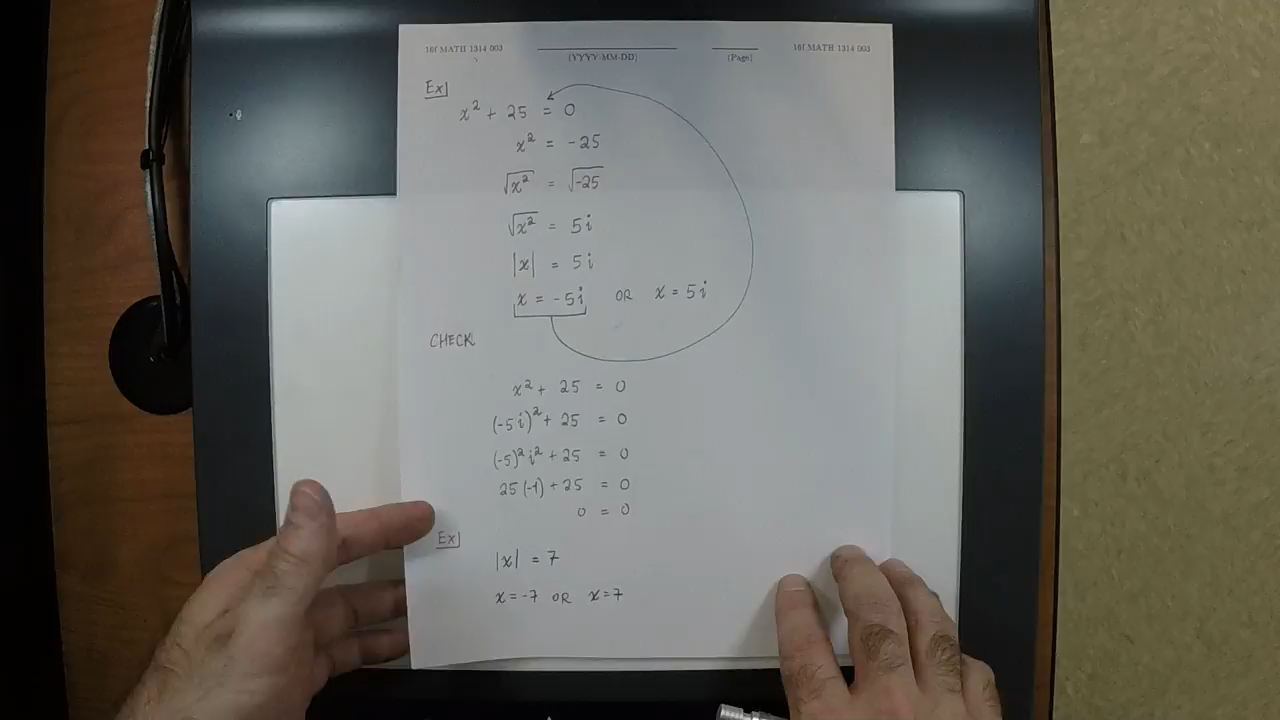 16f MATH 1314 003 (YYYY-MM-DD) (Page) 16f MATH 1314 003
Ex
x² + 25 = 0
x² = -25
√x² = √-25
√x² = 5i
|x| = 5i
x = -5i OR x = 5i
CHECK
x² + 25 = 0
(-5i)² + 25 = 0
(-5)²i² + 25 = 0
25(-1) + 25 = 0
0 = 0
Ex
|x| = 7
x = -7 OR x = 7